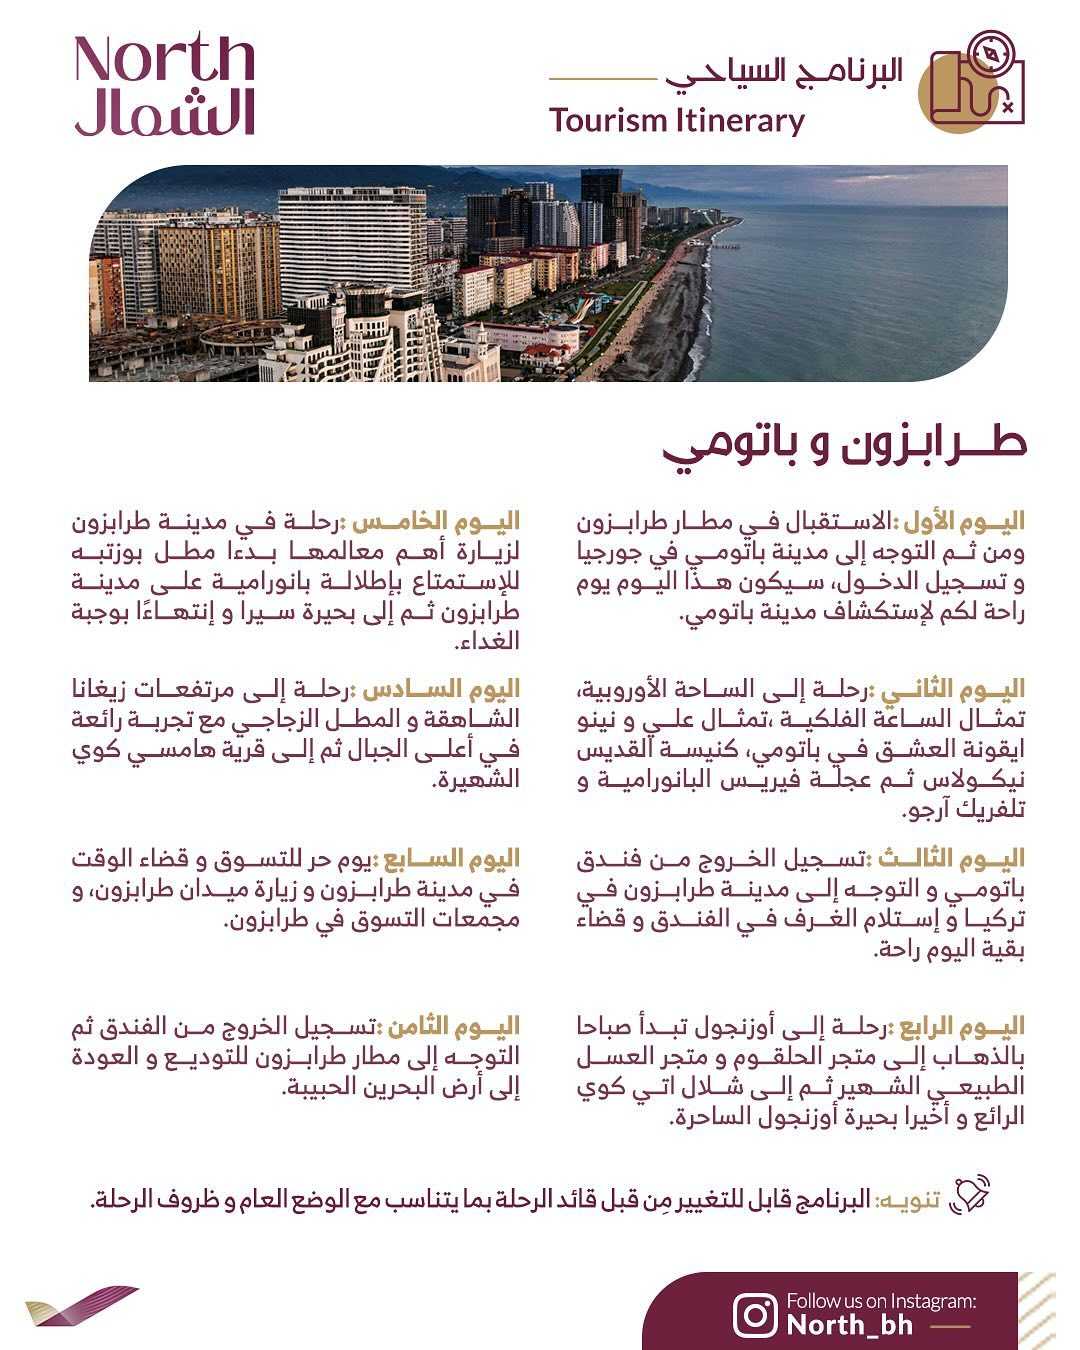 North
الشمال
البرنامج السياحي
Tourism Itinerary
طرابزون و باتومي
اليوم الأول :الاستقبال في مطار طرابزون
ومن ثم التوجه إلى مدينة باتومي في جورجيا
و تسجيل الدخول، سيكون هذا اليوم يوم
راحة لكم لإستكشاف مدينة باتومي.
اليوم الثاني :رحلة إلى الساحة الأوروبية،
تمثال الساعة الفلكية ،تمثال علي و نينو
ايقونة العشق في باتومي، كنيسة القديس
نيكولاس ثم عجلة فيريس البانورامية و
تلفريك آرجو.
اليوم الثالث :تسجيل الخروج من فندق
باتومي و التوجه إلى مدينة طرابزون في
تركيا و إستلام الغرف في الفندق و قضاء
بقية اليوم راحة.
اليوم الرابع :رحلة إلى أوزنجول تبدأ صباحا
بالذهاب إلى متجر الحلقوم و متجر العسل
الطبيعي الشهير ثم إلى شلال اتي كوي
الرائع و أخيرا بحيرة أوزنجول الساحرة.
اليوم الخامس :رحلة في مدينة طرابزون
لزيارة أهم معالمها بدءا مطل بوزتبه
للإستمتاع بإطلالة بانورامية على مدينة
طرابزون ثم إلى بحيرة سيرا و إنتهاءًا بوجبة
الغداء.
اليوم السادس :رحلة إلى مرتفعات زيغانا
الشاهقة و المطل الزجاجي مع تجربة رائعة
في أعلى الجبال ثم إلى قرية هامسي كوي
الشهيرة.
اليوم السابع :يوم حر للتسوق و قضاء الوقت
في مدينة طرابزون و زيارة ميدان طرابزون، و
مجمعات التسوق في طرابزون.
اليوم الثامن :تسجيل الخروج من الفندق ثم
التوجه إلى مطار طرابزون للتوديع و العودة
إلى أرض البحرين الحبيبة.
تنويه: البرنامج قابل للتغيير مِن قبل قائد الرحلة بما يتناسب مع الوضع العام و ظروف الرحلة.
Follow us on Instagram:
North_bh